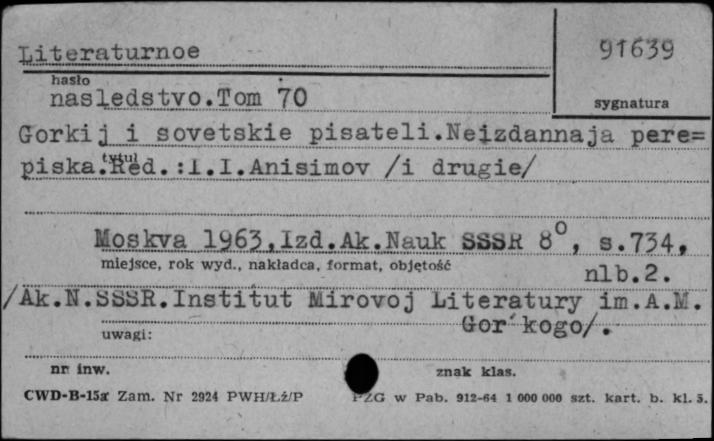 Literaturnoe
91639
hasło
nasledstvo.Tom 70
sygnatura
Gorkij i sovetskie pisateli.Neizdannaja pere=
tytuł
piska.Red.:I.I.Anisimov /i drugie/
Moskva 1963.Izd.Ak.Nauk SSSR 8°, s.734,
miejsce, rok wyd., nakładca, format, objętość
nlb.2.
/Ak.N.SSSR.Institut Mirovoj Literatury im.A.M.
Gor'kogo/.
uwagi:
nr inw.
znak klas.
CWD-B-15a Zam. Nr 2924 PWH/Łź/P
PZG w Pab. 912-64 1 000 000 szt. kart. b. kl. 5.